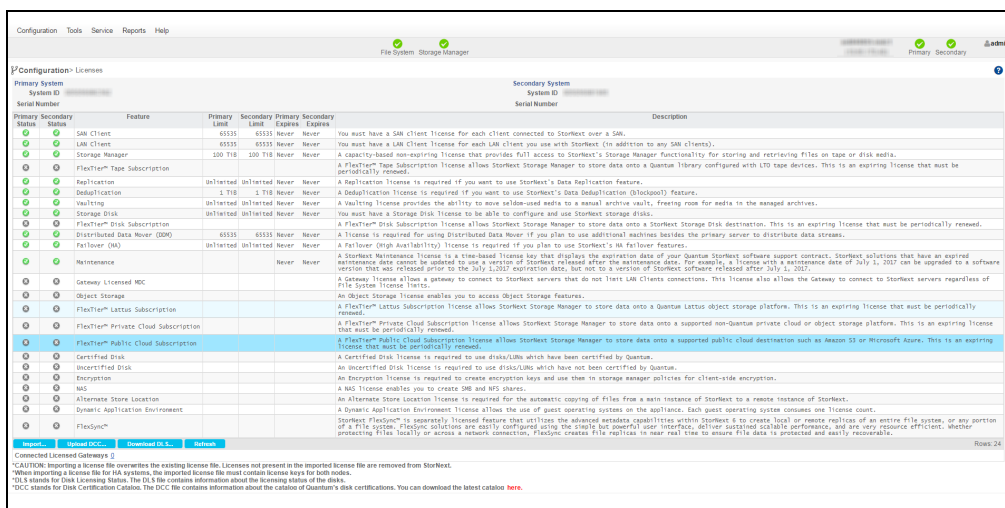 Configuration Tools Service Reports Help
File System Storage Manager
Primary Secondary
admi
Configuration> Licenses
Primary System Secondary System
System ID System ID
Serial Number Serial Number
Primary Status Secondary Status Feature Primary Limit Secondary Limit Primary Expires Secondary Expires Description
SAN Client 65535 65535 Never Never You must have a SAN client license for each client connected to StorNext over a SAN.
LAN Client 65535 65535 Never Never You must have a LAN Client license for each LAN Client you use with StorNext (in addition to any SAN clients).
Storage Manager 100 TiB 100 TiB Never Never A capacity-based non-expiring license that provides full access to StorNext's Storage Manager functionality for storing and retrieving files on tape or disk media.
FlexTier™ Tape Subscription A FlexTier™ Tape Subscription license allows StorNext Storage Manager to store data onto a Quantum library configured with LTO tape devices. This is an expiring license that must be
periodically renewed.
Replication Unlimited Unlimited Never Never A Replication license is required if you want to use StorNext's Data Replication feature.
Deduplication 1 TiB 1 TiB Never Never A Deduplication license is required if you want to use StorNext's Data Deduplication (blockpool) feature.
Vaulting Unlimited Unlimited Never Never A Vaulting license provides the ability to move seldom-used media to a manual archive vault, freeing room for media in the managed archives.
Storage Disk Unlimited Unlimited Never Never You must have a Storage Disk license to be able to configure and use StorNext storage disks.
FlexTier™ Disk Subscription A FlexTier™ Disk Subscription license allows StorNext Storage Manager to store data onto a StorNext Storage Disk destination. This is an expiring license that must be periodically renewed.
Distributed Data Mover (DDM) 65535 65535 Never Never A license is required for using Distributed Data Mover if you plan to use additional machines besides the primary server to distribute data streams.
Failover (HA) Unlimited Unlimited Never Never A Failover (High Availability) license is required if you plan to use StorNext's HA failover features.
Maintenance Never Never A StorNext Maintenance license is a time-based license key that displays the expiration date of your Quantum StorNext software support contract. StorNext solutions that have an expired
maintenance date cannot be updated to use a version of StorNext released after the maintenance date. For example, a license with a maintenance date of July 1, 2017 can be upgraded to a software
version that was released prior to the July 1,2017 expiration date, but not to a version of StorNext software released after July 1, 2017.
Gateway Licensed MDC A Gateway license allows a gateway to connect to StorNext servers that do not limit LAN Clients connections. This license also allows the Gateway to connect to StorNext servers regardless of
File System license limits.
Object Storage An Object Storage license enables you to access Object Storage features.
FlexTier™ Lattus Subscription A FlexTier™ Lattus Subscription license allows StorNext Storage Manager to store data onto a Quantum Lattus object storage platform. This is an expiring license that must be periodically
renewed.
FlexTier™ Private Cloud Subscription A FlexTier™ Private Cloud Subscription license allows StorNext Storage Manager to store data onto a supported non-Quantum private cloud or object storage platform. This is an expiring license
that must be periodically renewed.
FlexTier™ Public Cloud Subscription A FlexTier™ Public Cloud Subscription license allows StorNext Storage Manager to store data onto a supported public cloud destination such as Amazon S3 or Microsoft Azure. This is an expiring
license that must be periodically renewed.
Certified Disk A Certified Disk license is required to use disks/LUNs which have been certified by Quantum.
Uncertified Disk An Uncertified Disk license is required to use disks/LUNs which have not been certified by Quantum.
Encryption An Encryption license is required to create encryption keys and use them in storage manager policies for client-side encryption.
NAS A NAS license enables you to create SMB and NFS shares.
Alternate Store Location An Alternate Store Location license is required for the automatic copying of files from a main instance of StorNext to a remote instance of StorNext.
Dynamic Application Environment A Dynamic Application Environment license allows the use of guest operating systems on the appliance. Each guest operating system consumes one license count.
FlexSync™ StorNext FlexSync™ is separately licensed feature that utilizes the advanced metadata capabilities within StorNext 6 to create local or remote replicas of an entire file system, or any portion
of a file system. FlexSync solutions are easily configured using the simple but powerful user interface, deliver sustained scalable performance, and are very resource efficient. Whether
protecting files locally or across a network connection, FlexSync creates file replicas in near real time to ensure file data is protected and easily recoverable.
Import... Upload DCC... Download DLS... Refresh Rows: 24
Connected Licensed Gateways 0
*CAUTION: Importing a license file overwrites the existing license file. Licenses not present in the imported license file are removed from StorNext.
*When importing a license file for HA systems, the imported license file must contain license keys for both nodes.
*DLS stands for Disk Licensing Status. The DLS file contains information about the licensing status of the disks.
*DCC stands for Disk Certification Catalog. The DCC file contains information about the catalog of Quantum's disk certifications. You can download the latest catalog here.